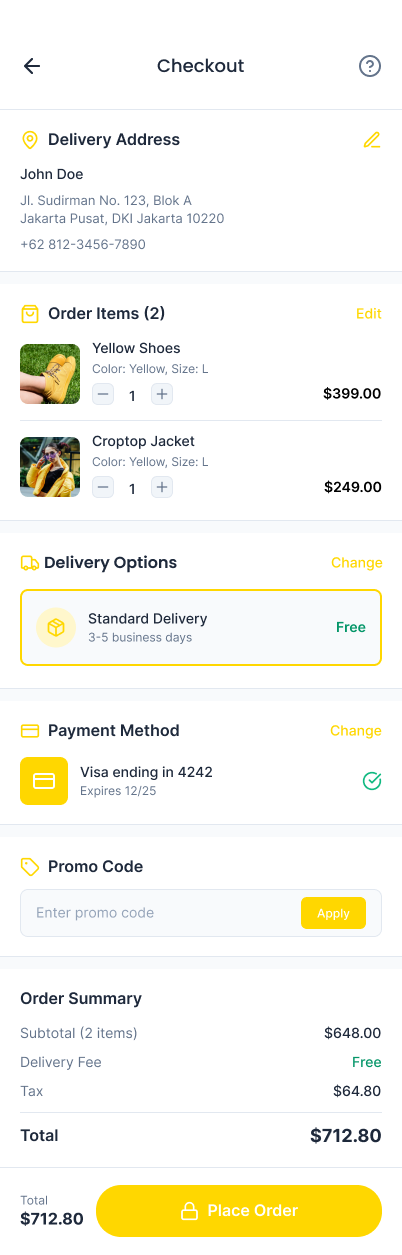 Checkout
Delivery Address
John Doe
Jl. Sudirman No. 123, Blok A
Jakarta Pusat, DKI Jakarta 10220
+62 812-3456-7890
Order Items (2)
Edit
Yellow Shoes
Color: Yellow, Size: L
1
$399.00
Croptop Jacket
Color: Yellow, Size: L
1
$249.00
Delivery Options
Change
Standard Delivery
3-5 business days
Free
Payment Method
Change
Visa ending in 4242
Expires 12/25
Promo Code
Enter promo code
Apply
Order Summary
Subtotal (2 items)
$648.00
Delivery Fee
Free
Tax
$64.80
Total
$712.80
Total
$712.80
Place Order